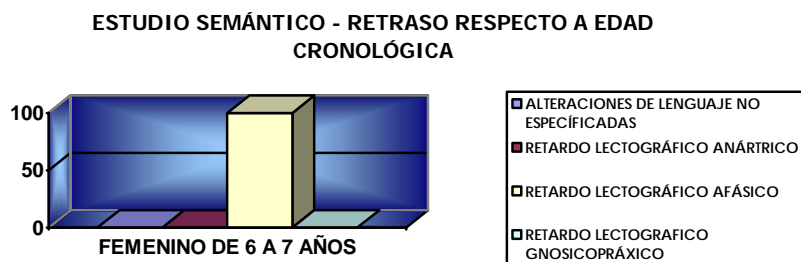 ESTUDIO SEMÁNTICO - RETRASO RESPECTO A EDAD
CRONOLÓGICA
100
50
0
FEMENINO DE 6 A 7 AÑOS
ALTERACIONES DE LENGUAJE NO
ESPECÍFICADAS
RETARDO LECTOGRÁFICO ANÁRTRICO
RETARDO LECTOGRÁFICO AFÁSICO
RETARDO LECTOGRAFICO
GNOSICOPRÁXICO